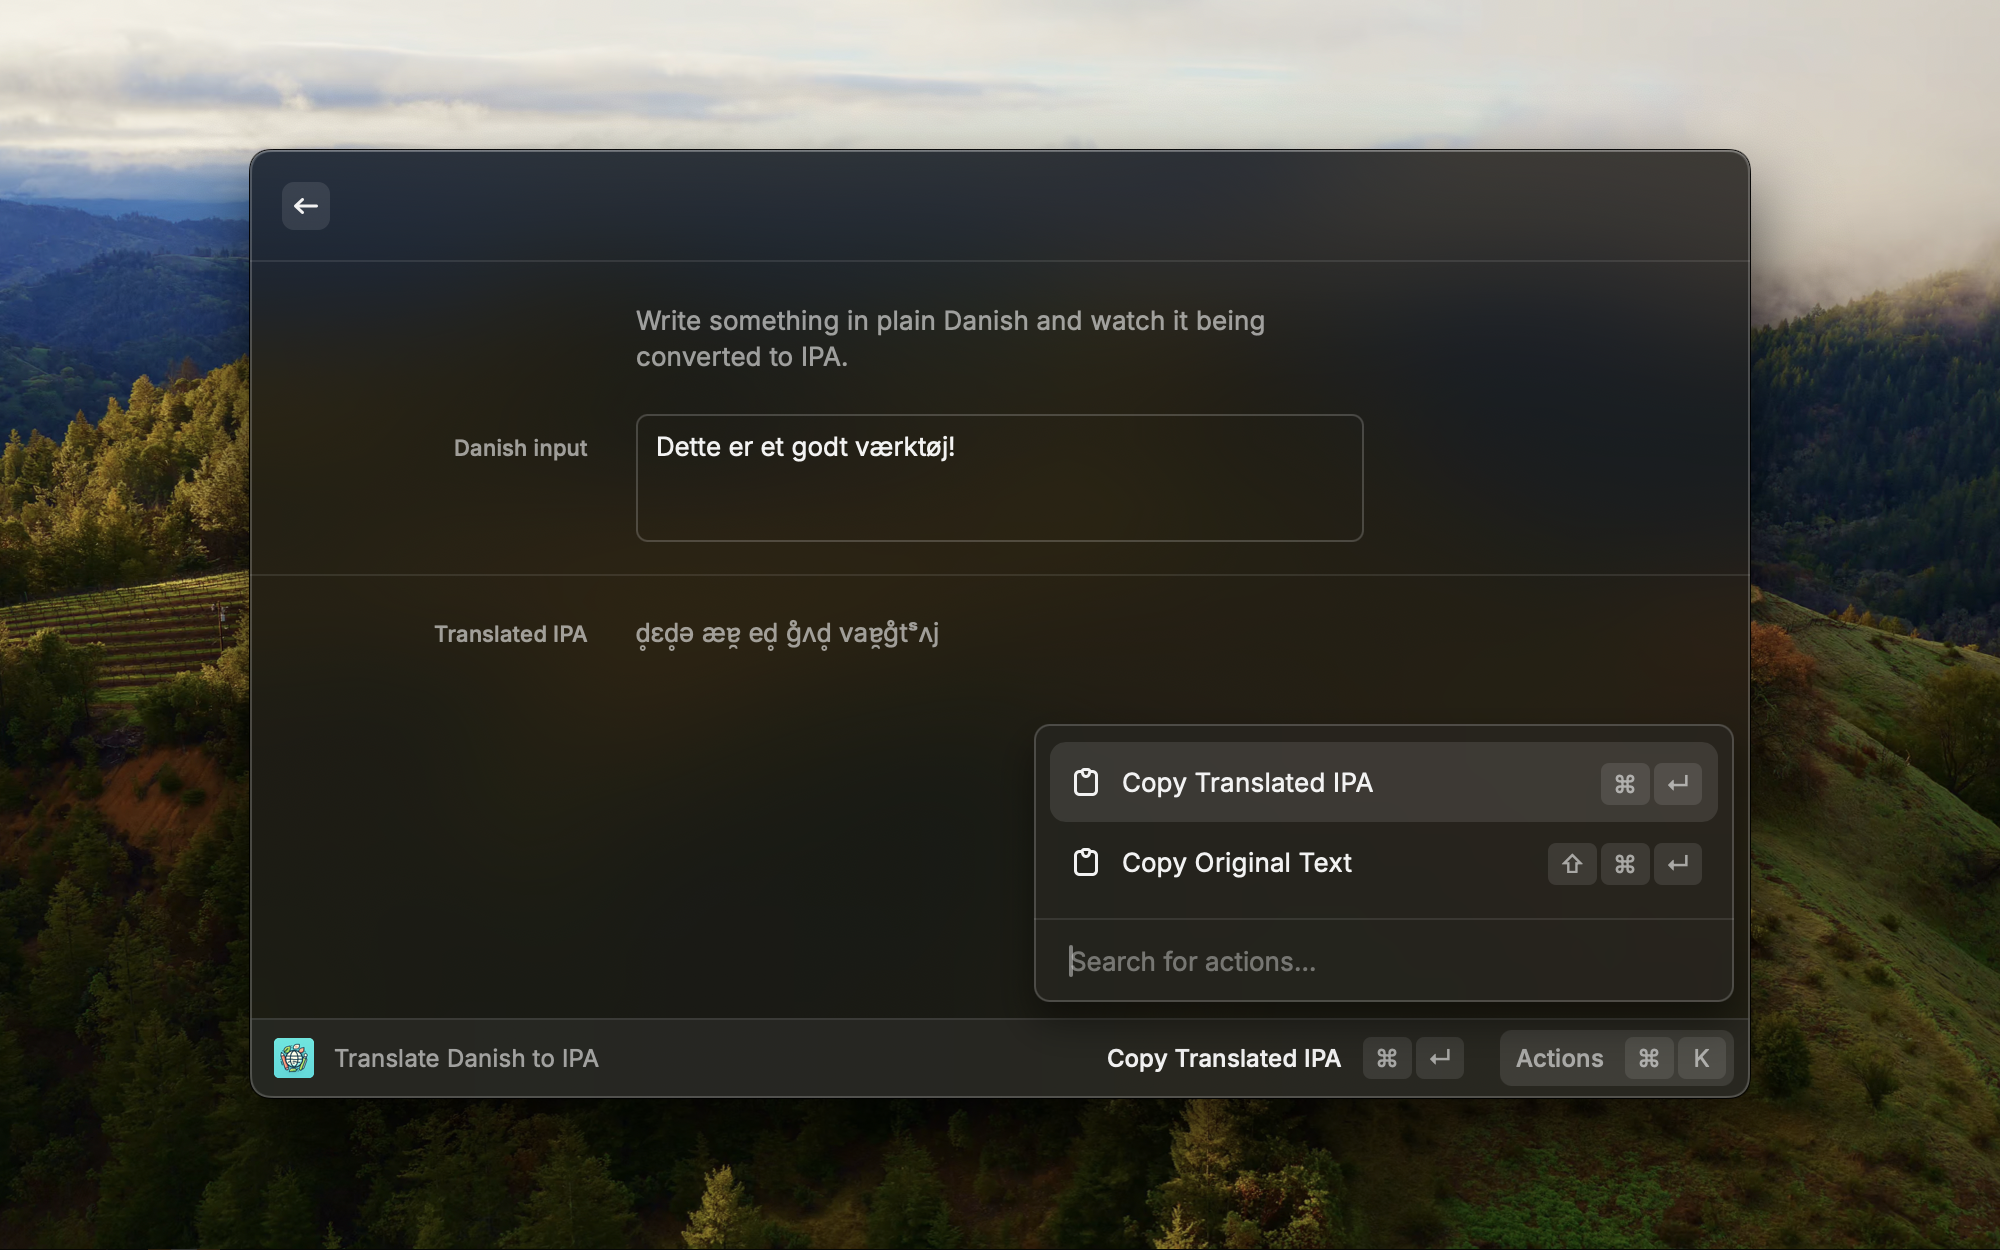 Write something in plain Danish and watch it being
converted to IPA.
Danish input
Dette er et godt værktøj!
Translated IPA
d̥ɛd̥ə æɐ̯ ed̥ g̊ʌd̥ vaɐ̯g̊tˢʌj
Copy Translated IPA ⌘ ↵
Copy Original Text ⇧ ⌘ ↵
Search for actions...
Translate Danish to IPA
Copy Translated IPA ⌘ ↵
Actions ⌘ K